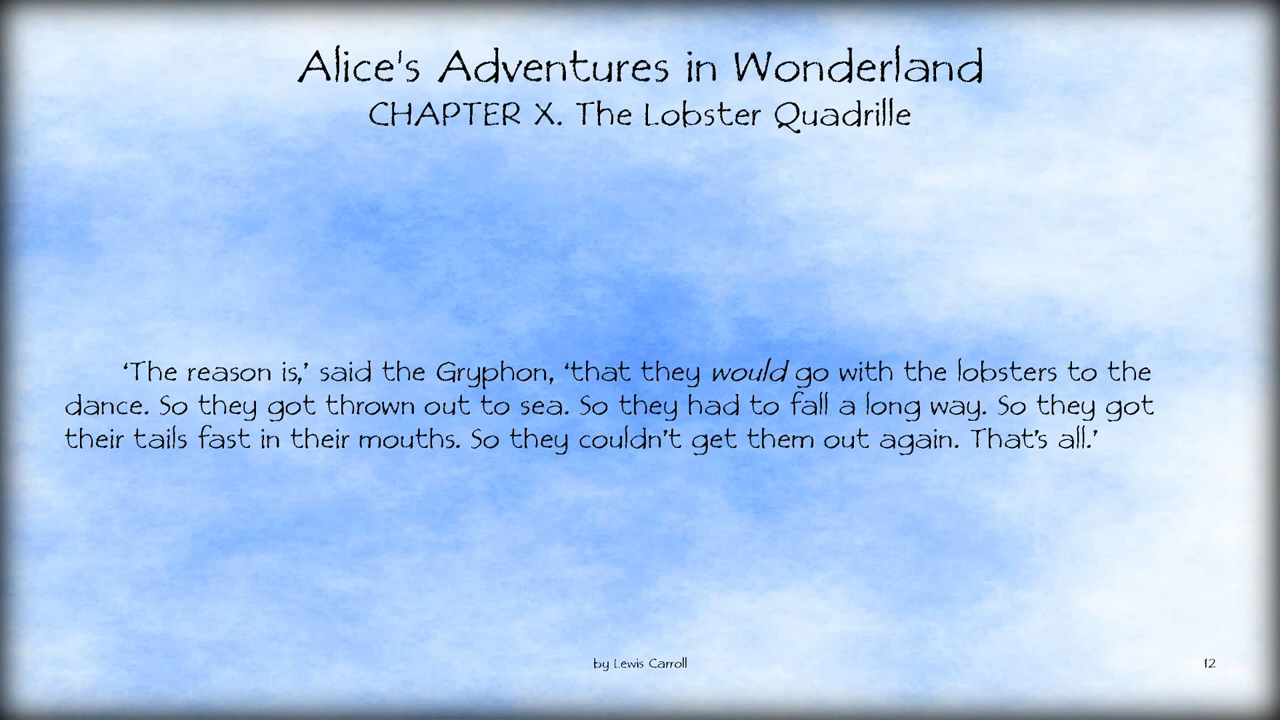 Alice's Adventures in Wonderland
CHAPTER X. The Lobster Quadrille
‘The reason is,’ said the Gryphon, ‘that they would go with the lobsters to the
dance. So they got thrown out to sea. So they had to fall a long way. So they got
their tails fast in their mouths. So they couldn’t get them out again. That’s all.’
by Lewis Carroll
12